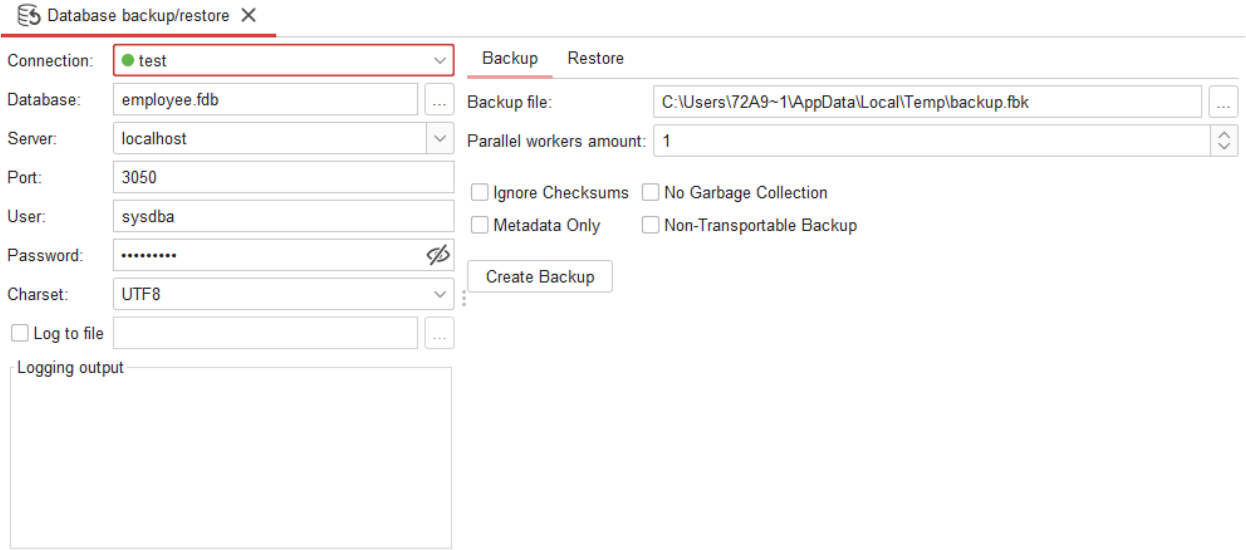 Database backup/restore
Connection: test
Database: employee.fdb ...
Server: localhost
Port: 3050
User: sysdba
Password: •••••••••
Charset: UTF8
Log to file ...
Logging output
Backup Restore
Backup file: C:\Users\72A9~1\AppData\Local\Temp\backup.fbk ...
Parallel workers amount: 1
Ignore Checksums No Garbage Collection
Metadata Only Non-Transportable Backup
Create Backup